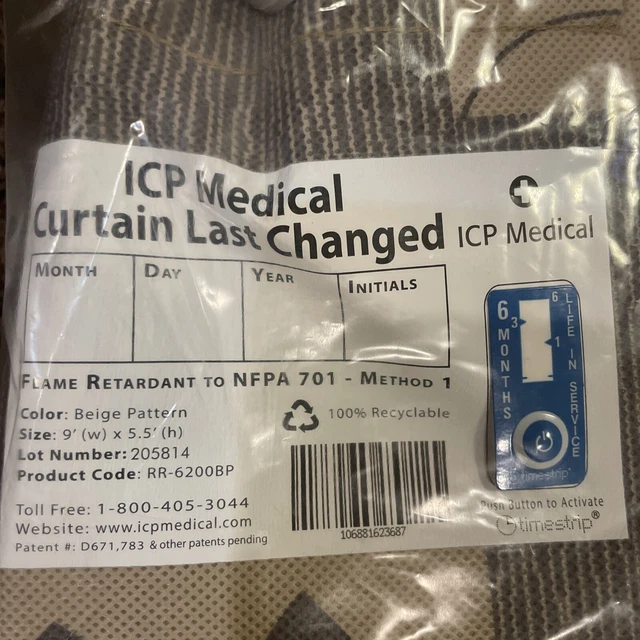 ICP Medical
Curtain Last Changed
ICP Medical
MONTH
DAY
YEAR
INITIALS
FLAME RETARDANT TO NFPA 701 - METHOD 1
Color: Beige Pattern
Size: 9' (w) x 5.5' (h)
Lot Number: 205814
Product Code: RR-6200BP
100% Recyclable
106881623687
Toll Free: 1-800-405-3044
Website: www.icpmedical.com
Patent #: D671,783 & other patents pending
6 MONTHS
3
6
1
LIFE IN SERVICE
timestrip®
Push Button to Activate
timestrip®